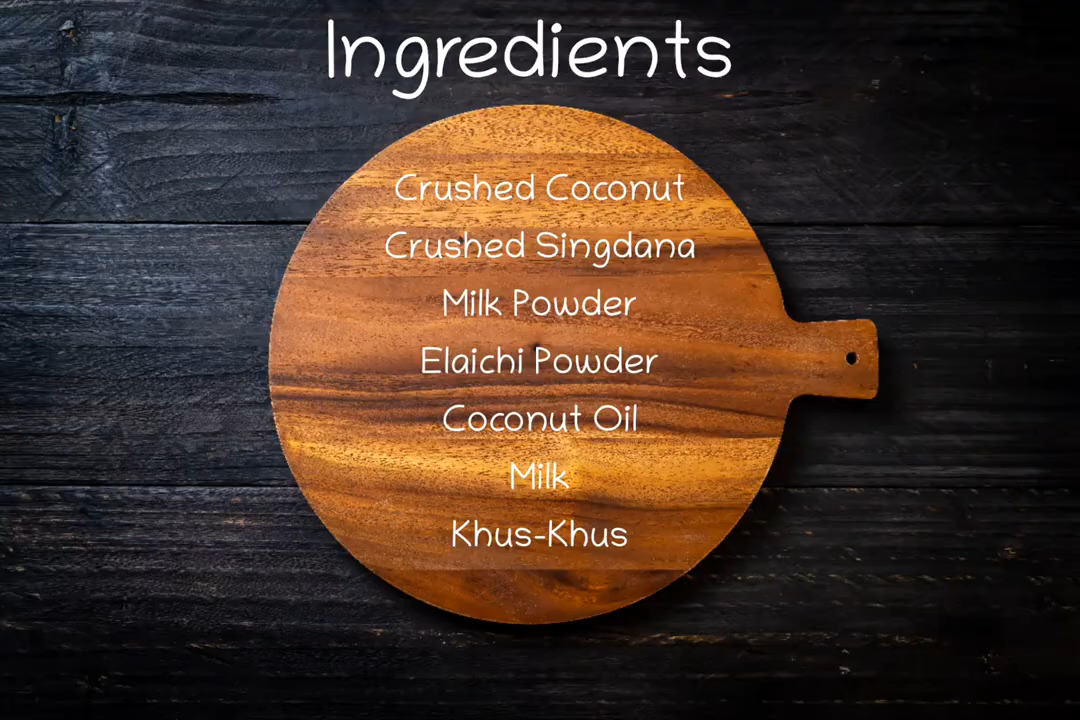 Ingredients
Crushed Coconut
Crushed Singdana
Milk Powder
Elaichi Powder
Coconut Oil
Milk
Khus-Khus